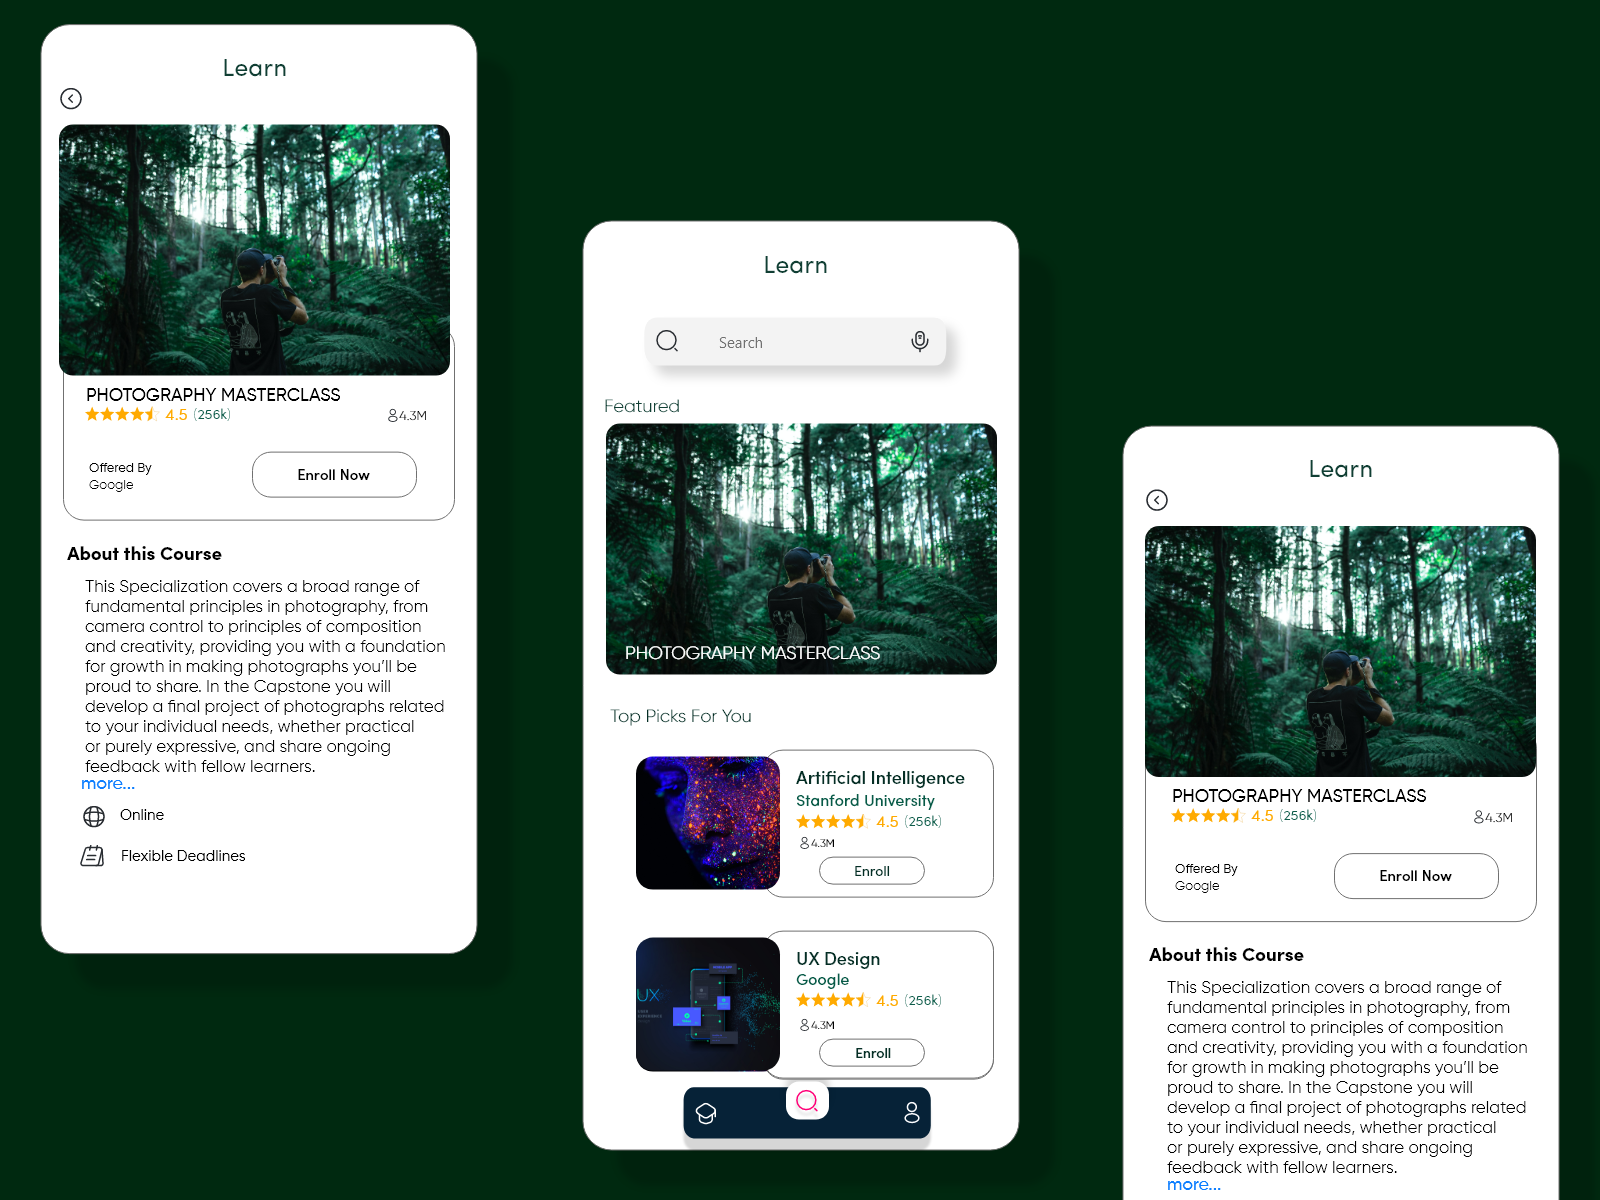 Learn
PHOTOGRAPHY MASTERCLASS
4.5 (256k)
4.3M
Offered By
Google
Enroll Now
About this Course
This Specialization covers a broad range of
fundamental principles in photography, from
camera control to principles of composition
and creativity, providing you with a foundation
for growth in making photographs you'll be
proud to share. In the Capstone you will
develop a final project of photographs related
to your individual needs, whether practical
or purely expressive, and share ongoing
feedback with fellow learners.
more...
Online
Flexible Deadlines
Learn
Search
Featured
PHOTOGRAPHY MASTERCLASS
Top Picks For You
Artificial Intelligence
Stanford University
4.5 (256k)
4.3M
Enroll
UX
UX Design
Google
4.5 (256k)
4.3M
Enroll
Learn
PHOTOGRAPHY MASTERCLASS
4.5 (256k)
4.3M
Offered By
Google
Enroll Now
About this Course
This Specialization covers a broad range of
fundamental principles in photography, from
camera control to principles of composition
and creativity, providing you with a foundation
for growth in making photographs you'll be
proud to share. In the Capstone you will
develop a final project of photographs related
to your individual needs, whether practical
or purely expressive, and share ongoing
feedback with fellow learners.
more...